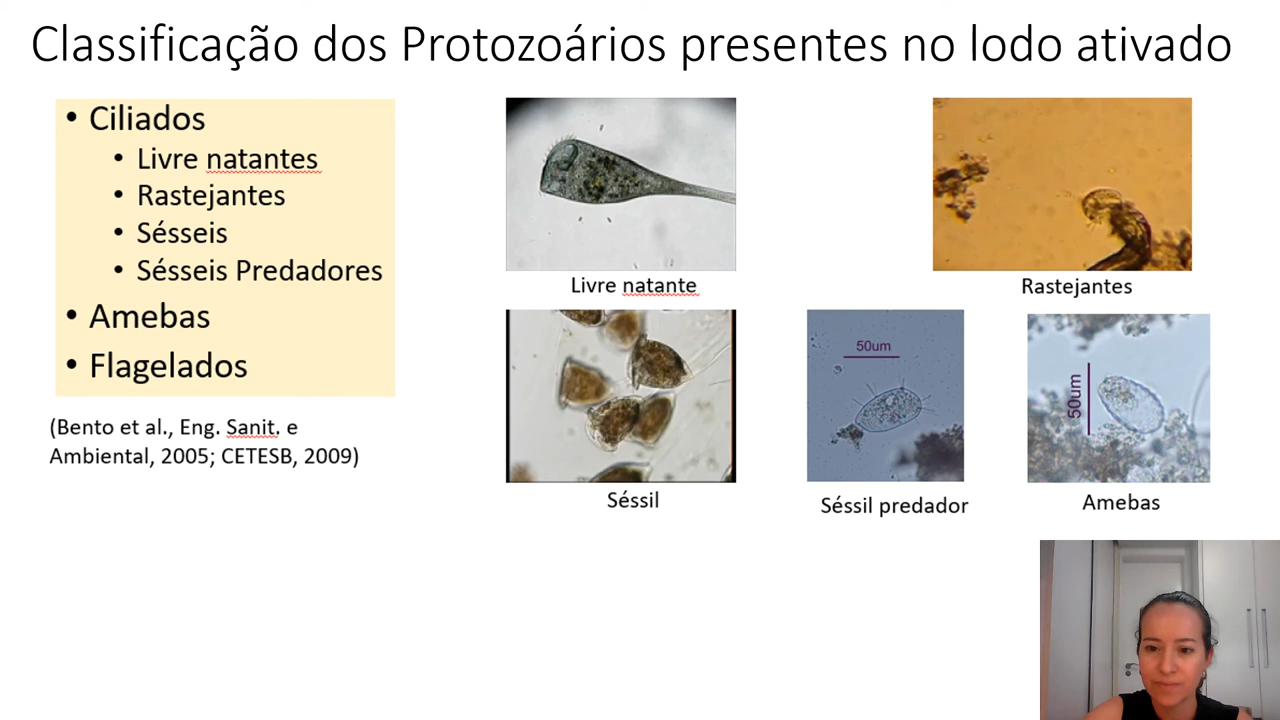 Classificação dos Protozoários presentes no lodo ativado
• Ciliados
• Livre natantes
• Rastejantes
• Sésseis
• Sésseis Predadores
• Amebas
• Flagelados
(Bento et al., Eng. Sanit. e
Ambiental, 2005; CETESB, 2009)
Livre natante
Rastejantes
50um
50um
Séssil
Séssil predador
Amebas